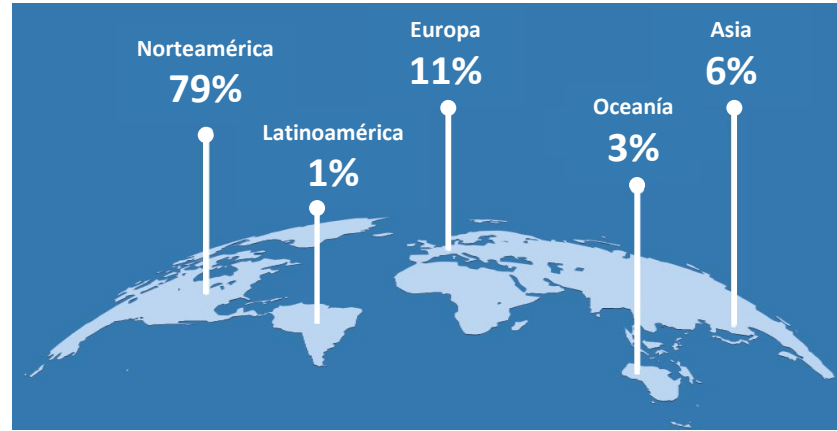 Norteamérica
79%
Latinoamérica
1%
Europa
11%
Oceanía
3%
Asia
6%